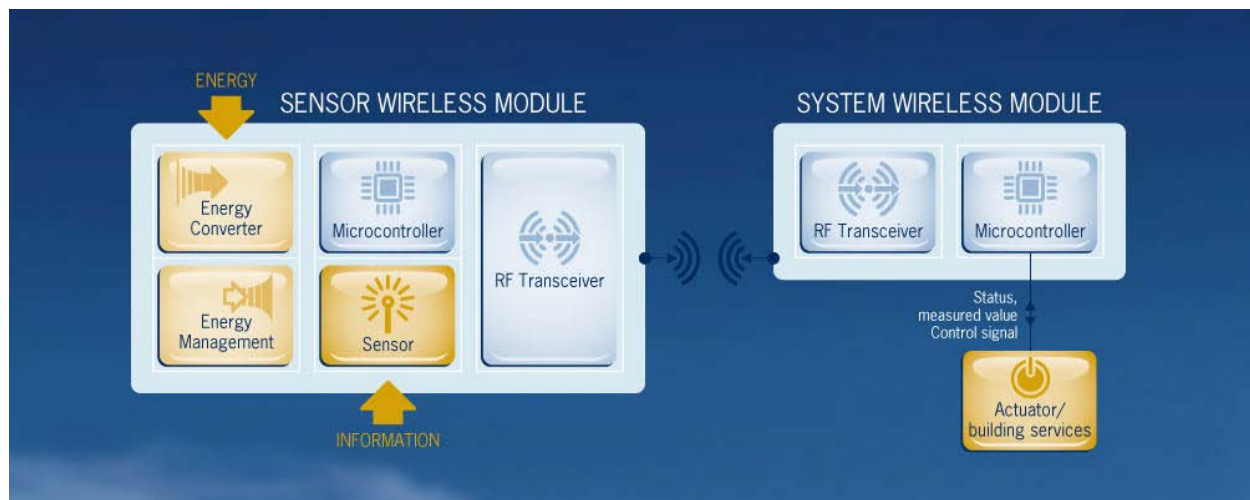 ENERGY
SENSOR WIRELESS MODULE
Energy
Converter
Microcontroller
RF Transceiver
Energy
Management
Sensor
INFORMATION
SYSTEM WIRELESS MODULE
RF Transceiver
Microcontroller
Status,
measured value
Control signal
Actuator/
building services